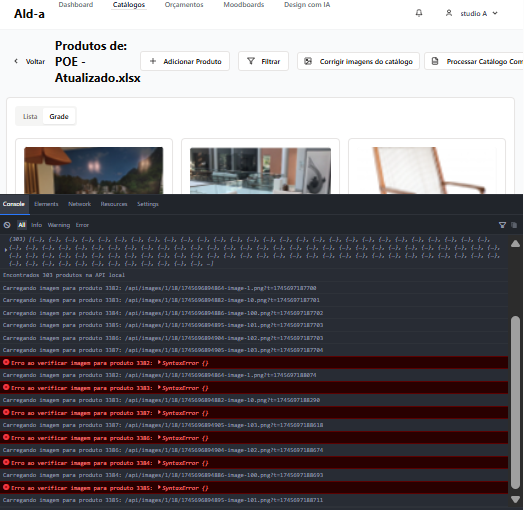 Dashboard Catálogos Orçamentos Moodboards Design com IA
Ald-a
studio A
Voltar
Produtos de:
POE -
Atualizado.xlsx
Adicionar Produto
Filtrar
Corrigir imagens do catálogo
Processar Catálogo Com
Lista Grade
Console Elements Network Resources Settings
All Info Warning Error
(303) [{…}, {…}, {…}, {…}, {…}, {…}, {…}, {…}, {…}, {…}, {…}, {…}, {…}, {…}, {…}, {…}, {…}, {…}, {…}, {…}, {…}, {…}, {…}, {…}, {…}, {…}, {…},
{…}, {…}, {…}, {…}, {…}, {…}, {…}, {…}, {…}, {…}, {…}, {…}, {…}, {…}, {…}, {…}, {…}, {…}, {…}, {…}, {…}, {…}, {…}, {…}, {…}, {…}, {…}, {…}, {…},
{…}, {…}, {…}, {…}, {…}, {…}, {…}, {…}, {…}, {…}, {…}, {…}, {…}, {…}, {…}, {…}, {…}, {…}, {…}, {…}, {…}, {…}, {…}, {…}, {…}, {…}, {…}, {…}, {…},
{…}, {…}, {…}, {…}, {…}, {…}, {…}, {…}, {…}, {…}, {…}, …]
Encontrados 303 produtos na API local
Carregando imagem para produto 3382: /api/images/1/18/1745696894864-image-1.png?t=1745697187700
Carregando imagem para produto 3383: /api/images/1/18/1745696894882-image-10.png?t=1745697187701
Carregando imagem para produto 3384: /api/images/1/18/1745696894886-image-100.png?t=1745697187702
Carregando imagem para produto 3385: /api/images/1/18/1745696894895-image-101.png?t=1745697187703
Carregando imagem para produto 3386: /api/images/1/18/1745696894904-image-102.png?t=1745697187703
Carregando imagem para produto 3387: /api/images/1/18/1745696894905-image-103.png?t=1745697187704
Erro ao verificar imagem para produto 3382: SyntaxError {}
Carregando imagem para produto 3382: /api/images/1/18/1745696894864-image-1.png?t=1745697188074
Erro ao verificar imagem para produto 3383: SyntaxError {}
Carregando imagem para produto 3383: /api/images/1/18/1745696894882-image-10.png?t=1745697188290
Erro ao verificar imagem para produto 3387: SyntaxError {}
Carregando imagem para produto 3387: /api/images/1/18/1745696894905-image-103.png?t=1745697188618
Erro ao verificar imagem para produto 3386: SyntaxError {}
Carregando imagem para produto 3386: /api/images/1/18/1745696894904-image-102.png?t=1745697188674
Erro ao verificar imagem para produto 3384: SyntaxError {}
Carregando imagem para produto 3384: /api/images/1/18/1745696894886-image-100.png?t=1745697188693
Erro ao verificar imagem para produto 3385: SyntaxError {}
Carregando imagem para produto 3385: /api/images/1/18/1745696894895-image-101.png?t=1745697188711